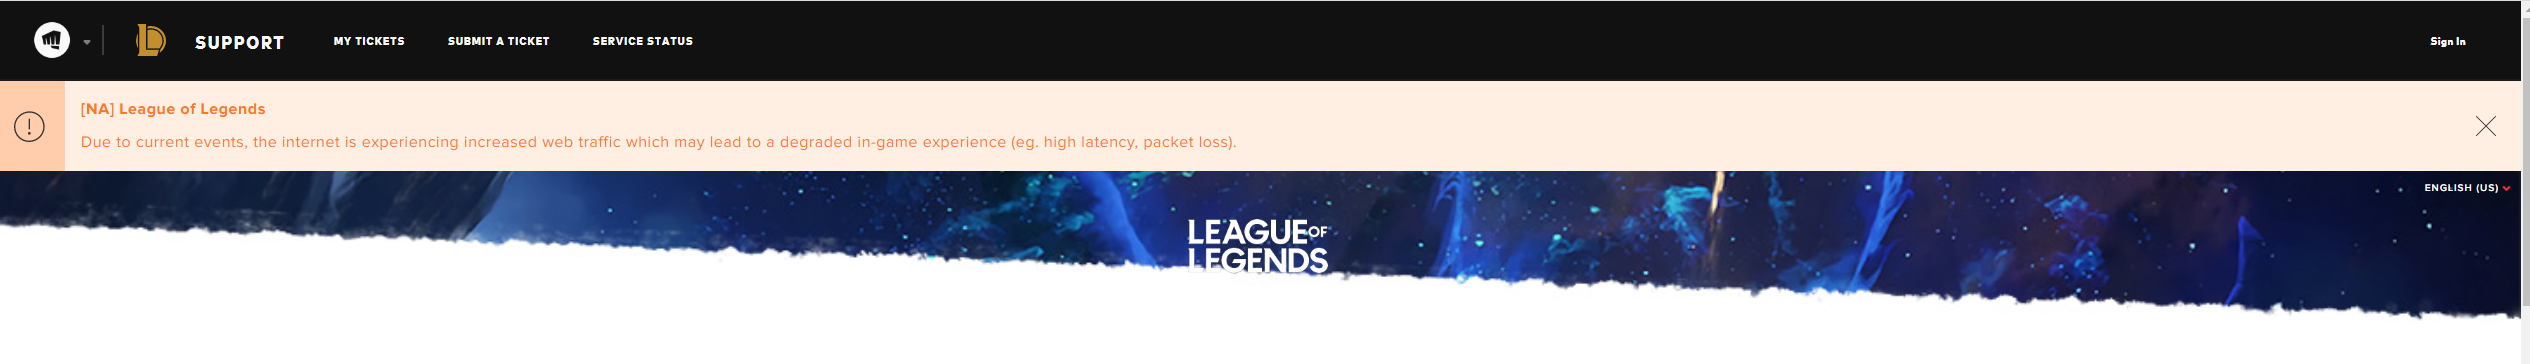 SUPPORT
MY TICKETS
SUBMIT A TICKET
SERVICE STATUS
Sign In
[NA] League of Legends
Due to current events, the internet is experiencing increased web traffic which may lead to a degraded in-game experience (eg. high latency, packet loss).
ENGLISH (US)
LEAGUE OF
LEGENDS